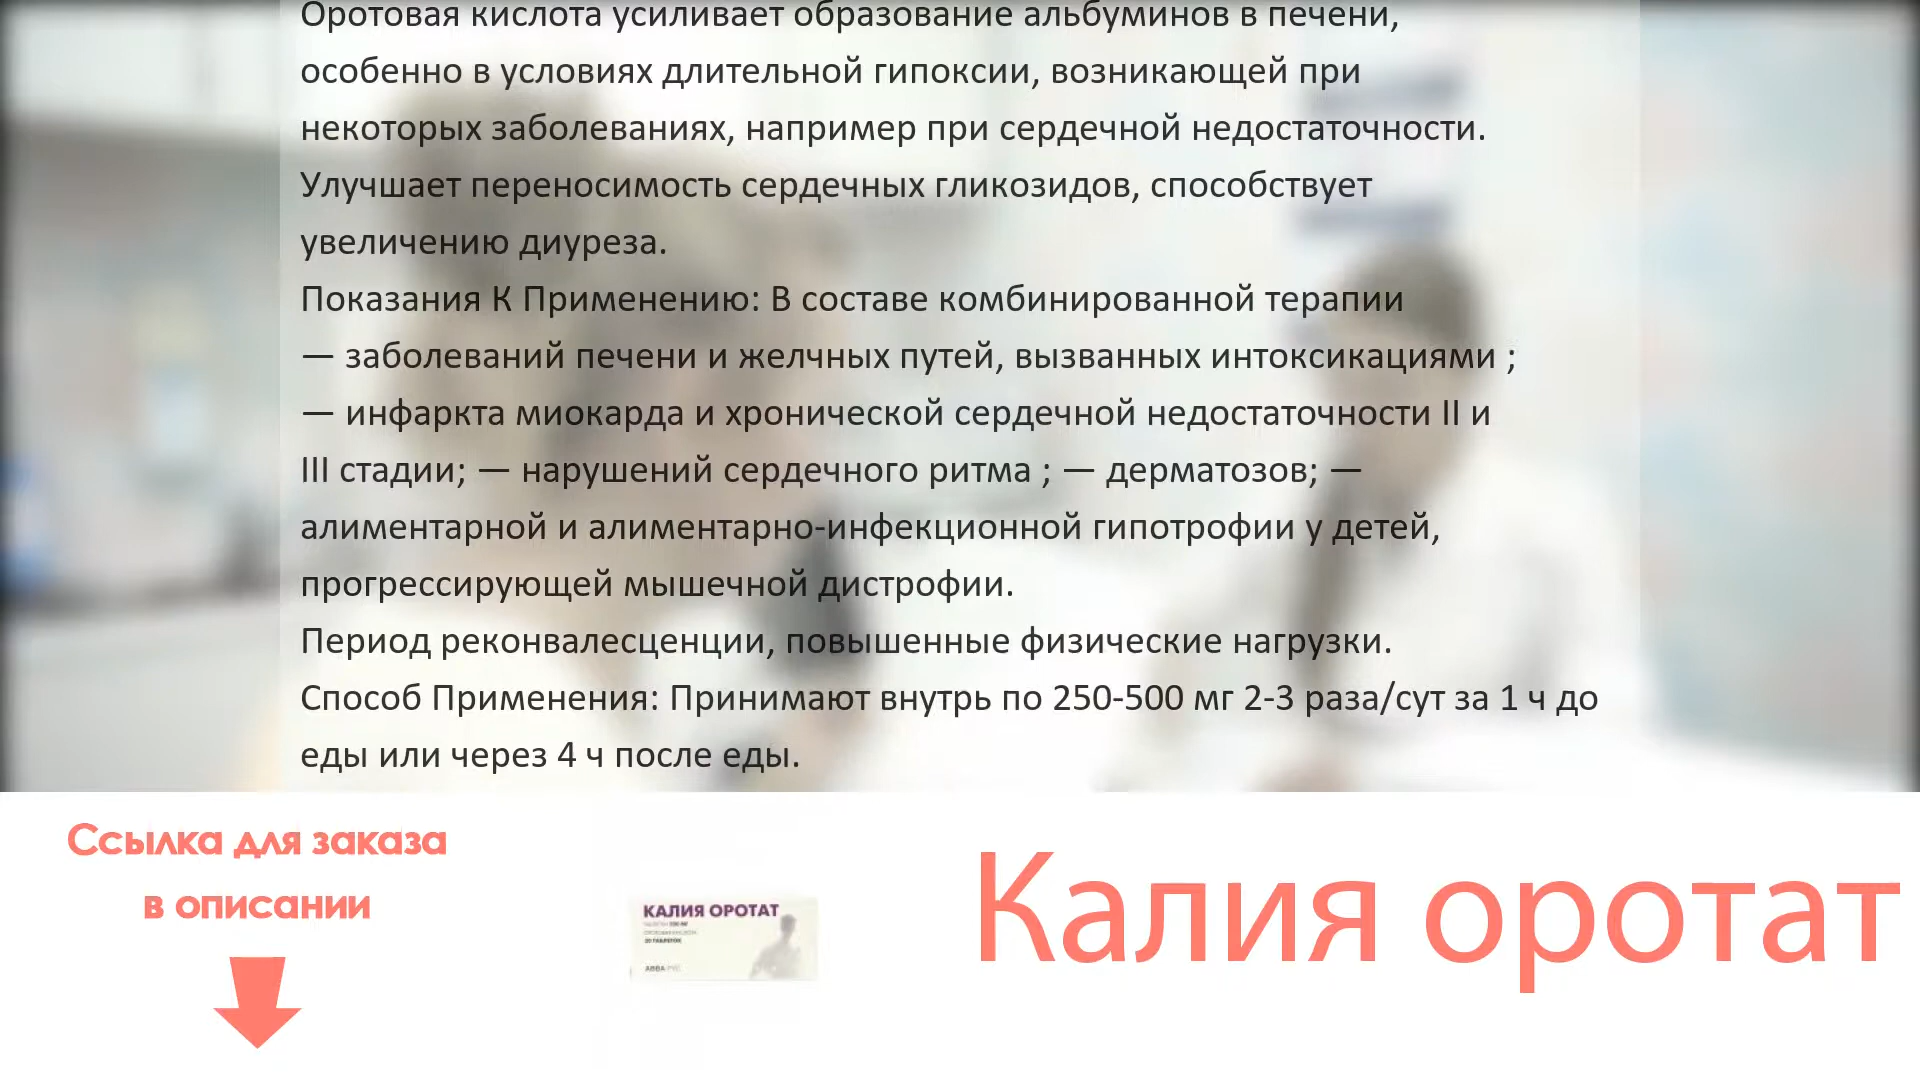 Оротовая кислота усиливает образование альбуминов в печени,
особенно в условиях длительной гипоксии, возникающей при
некоторых заболеваниях, например при сердечной недостаточности.
Улучшает переносимость сердечных гликозидов, способствует
увеличению диуреза.
Показания К Применению: В составе комбинированной терапии
— заболеваний печени и желчных путей, вызванных интоксикациями ;
— инфаркта миокарда и хронической сердечной недостаточности II и
III стадии; — нарушений сердечного ритма ; — дерматозов; —
алиментарной и алиментарно-инфекционной гипотрофии у детей,
прогрессирующей мышечной дистрофии.
Период реконвалесценции, повышенные физические нагрузки.
Способ Применения: Принимают внутрь по 250-500 мг 2-3 раза/сут за 1 ч до
еды или через 4 ч после еды.
Ссылка для заказа
в описании
КАЛИЯ ОРОТАТ
20 ТАБЛЕТОК
АВВА РУС
Калия оротат